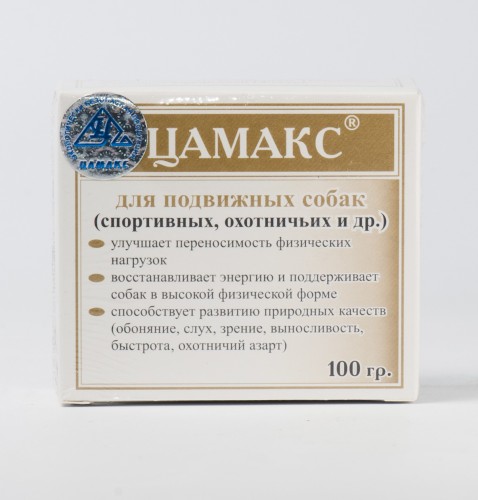 ЦАМАКС®
ЦАМАКС
для подвижных собак
(спортивных, охотничьих и др.)
улучшает переносимость физических
нагрузок
восстанавливает энергию и поддерживает
собак в высокой физической форме
способствует развитию природных качеств
(обоняние, слух, зрение, выносливость,
быстрота, охотничий азарт)
100 гр.